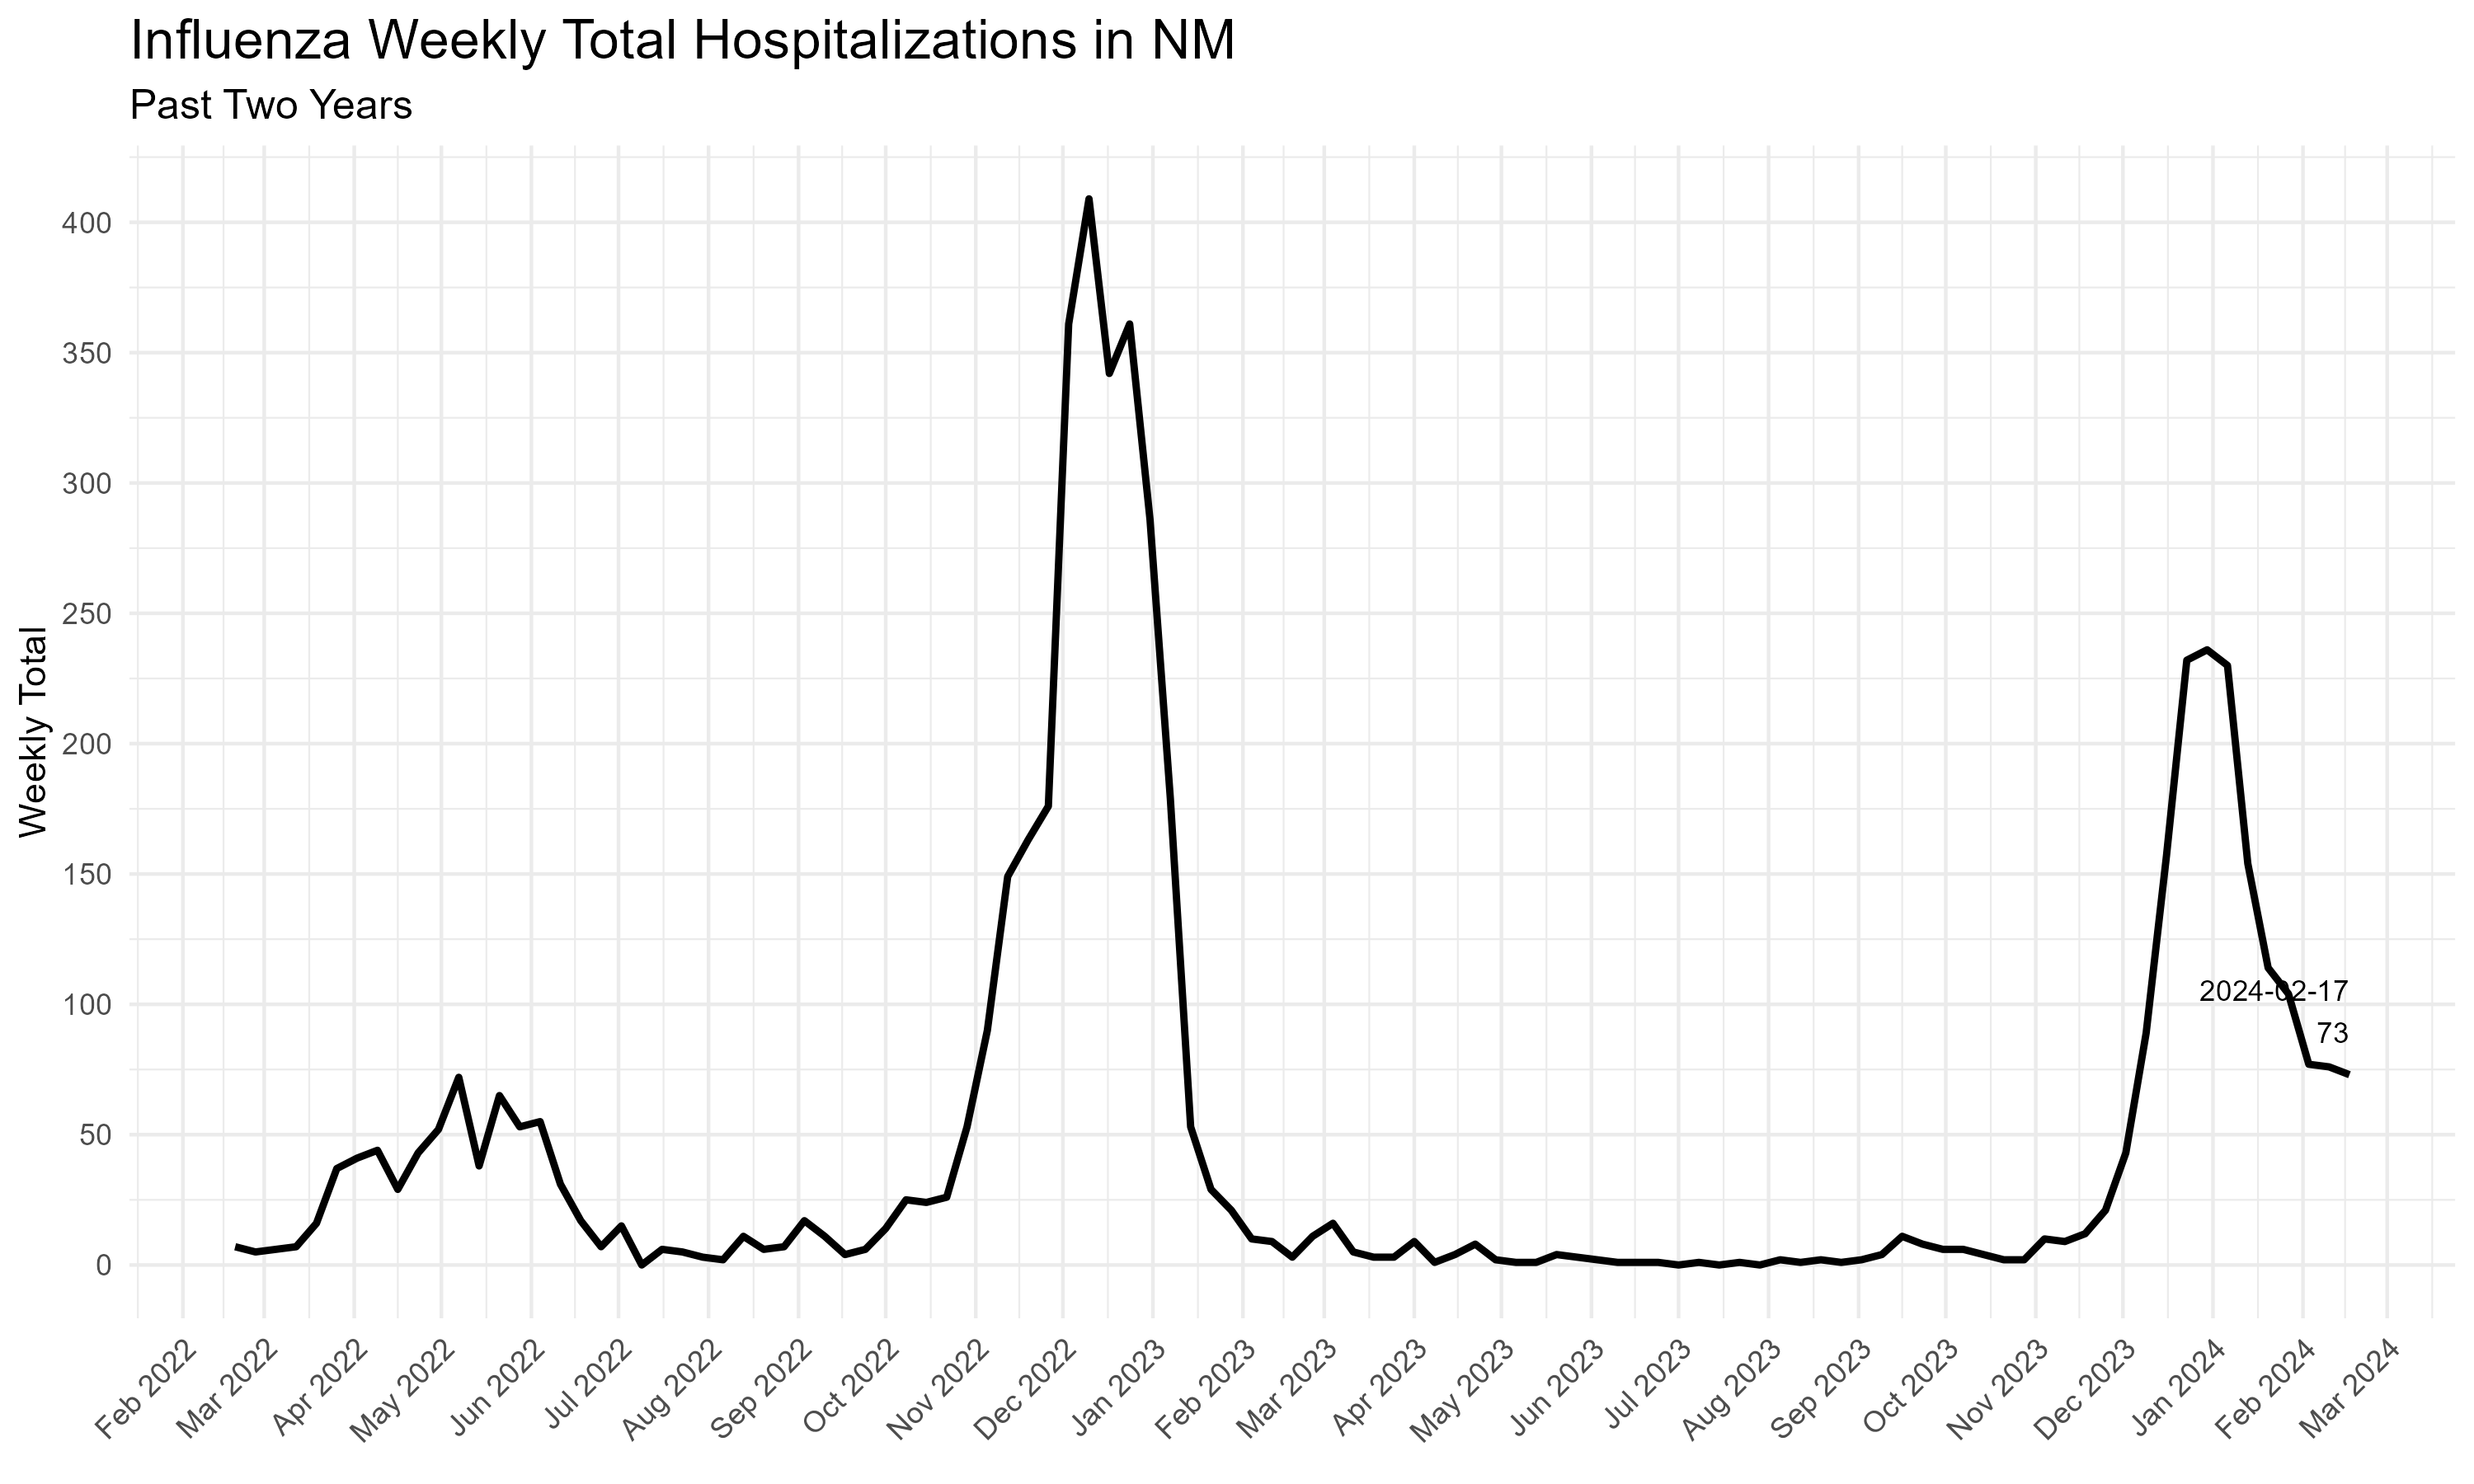 Influenza Weekly Total Hospitalizations in NM
Past Two Years
Weekly Total
400
350
300
250
200
150
100
50
0
2024-02-17
73
Feb 2022
Mar 2022
Apr 2022
May 2022
Jun 2022
Jul 2022
Aug 2022
Sep 2022
Oct 2022
Nov 2022
Dec 2022
Jan 2023
Feb 2023
Mar 2023
Apr 2023
May 2023
Jun 2023
Jul 2023
Aug 2023
Sep 2023
Oct 2023
Nov 2023
Dec 2023
Jan 2024
Feb 2024
Mar 2024